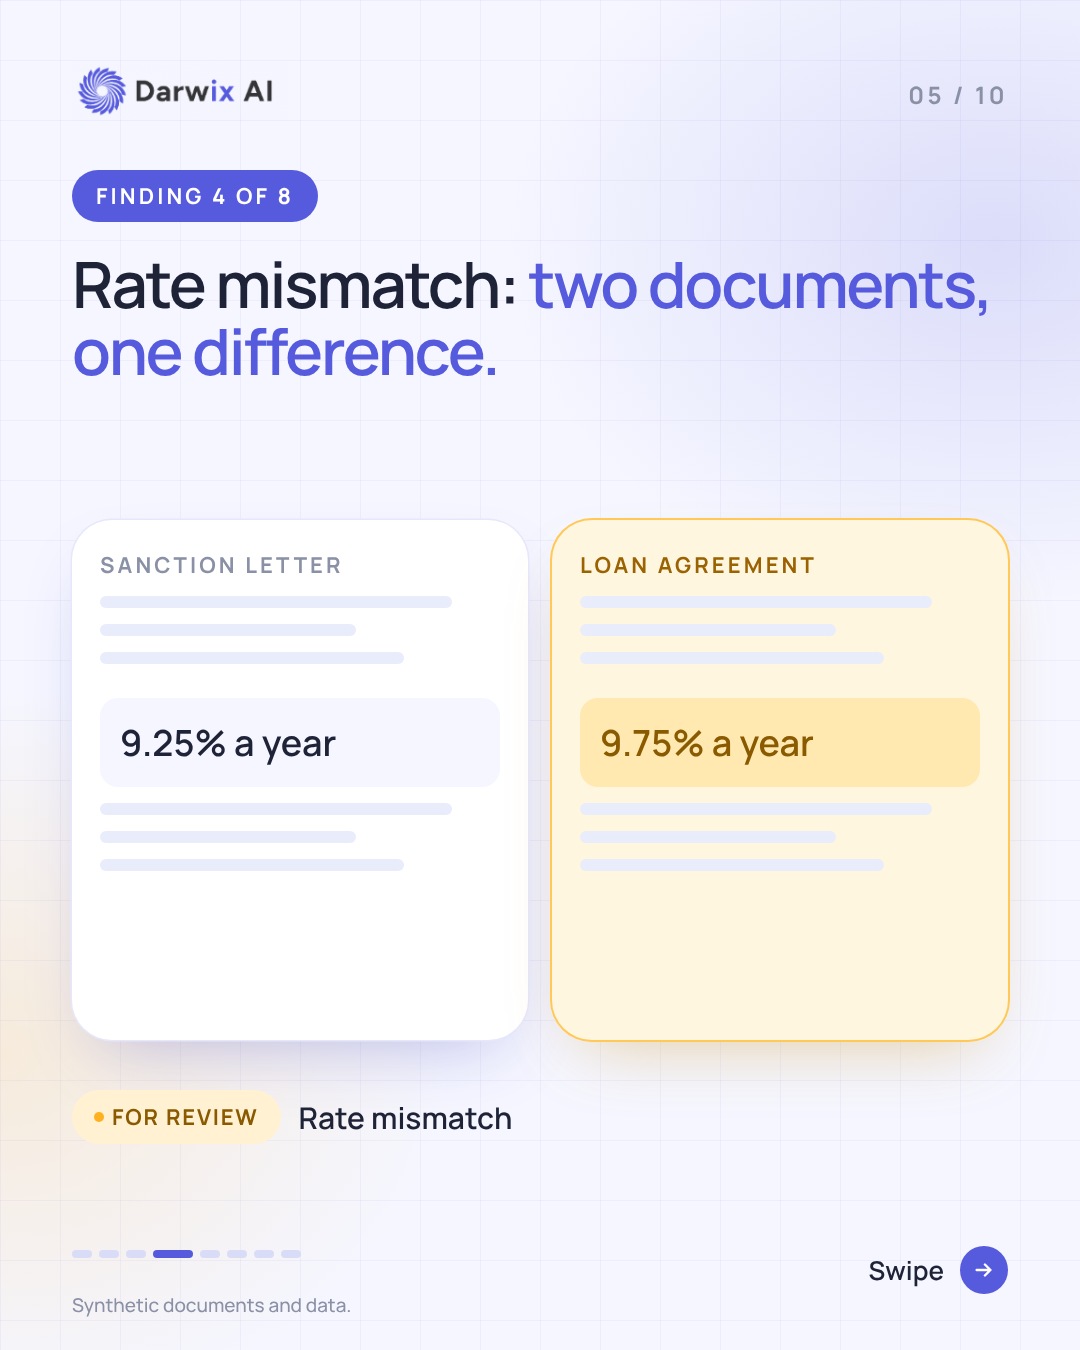 Darwix AI
05 / 10
FINDING 4 OF 8
Rate mismatch: two documents,
one difference.
SANCTION LETTER
9.25% a year
LOAN AGREEMENT
9.75% a year
FOR REVIEW Rate mismatch
Swipe
Synthetic documents and data.